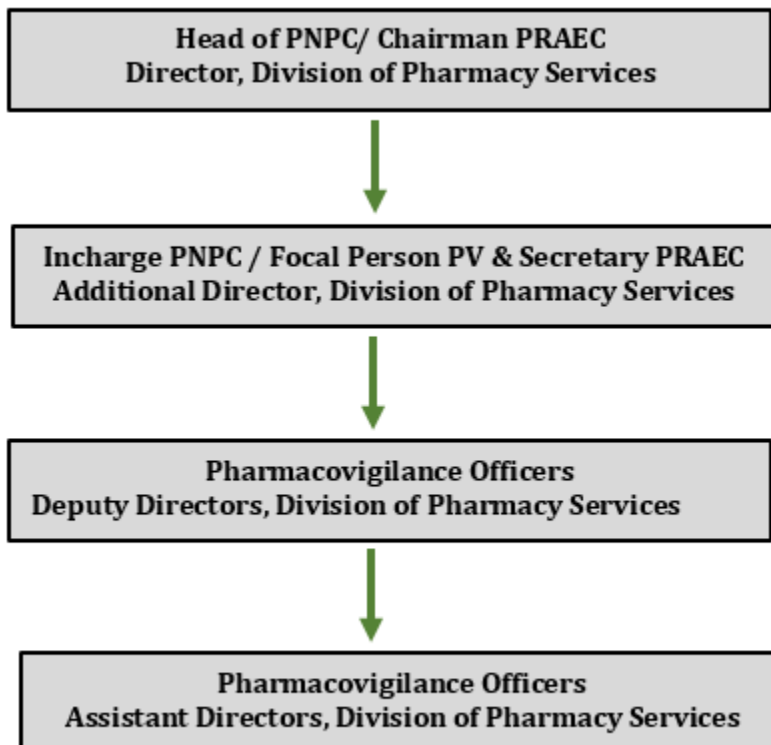 Head of PNPC/ Chairman PRAEC
Director, Division of Pharmacy Services
Incharge PNPC / Focal Person PV & Secretary PRAEC
Additional Director, Division of Pharmacy Services
Pharmacovigilance Officers
Deputy Directors, Division of Pharmacy Services
Pharmacovigilance Officers
Assistant Directors, Division of Pharmacy Services